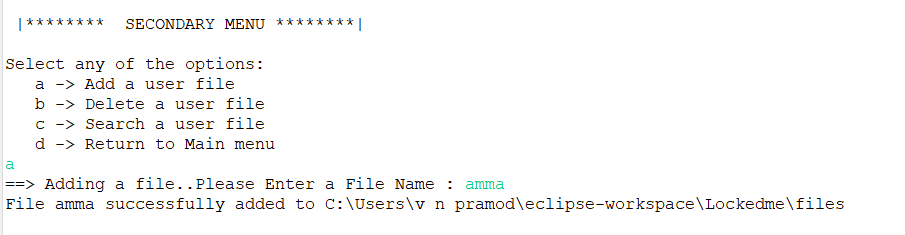 |******** SECONDARY MENU ********|
Select any of the options:
a -> Add a user file
b -> Delete a user file
c -> Search a user file
d -> Return to Main menu
a
==> Adding a file..Please Enter a File Name : amma
File amma successfully added to C:\Users\v n pramod\eclipse-workspace\Lockedme\files